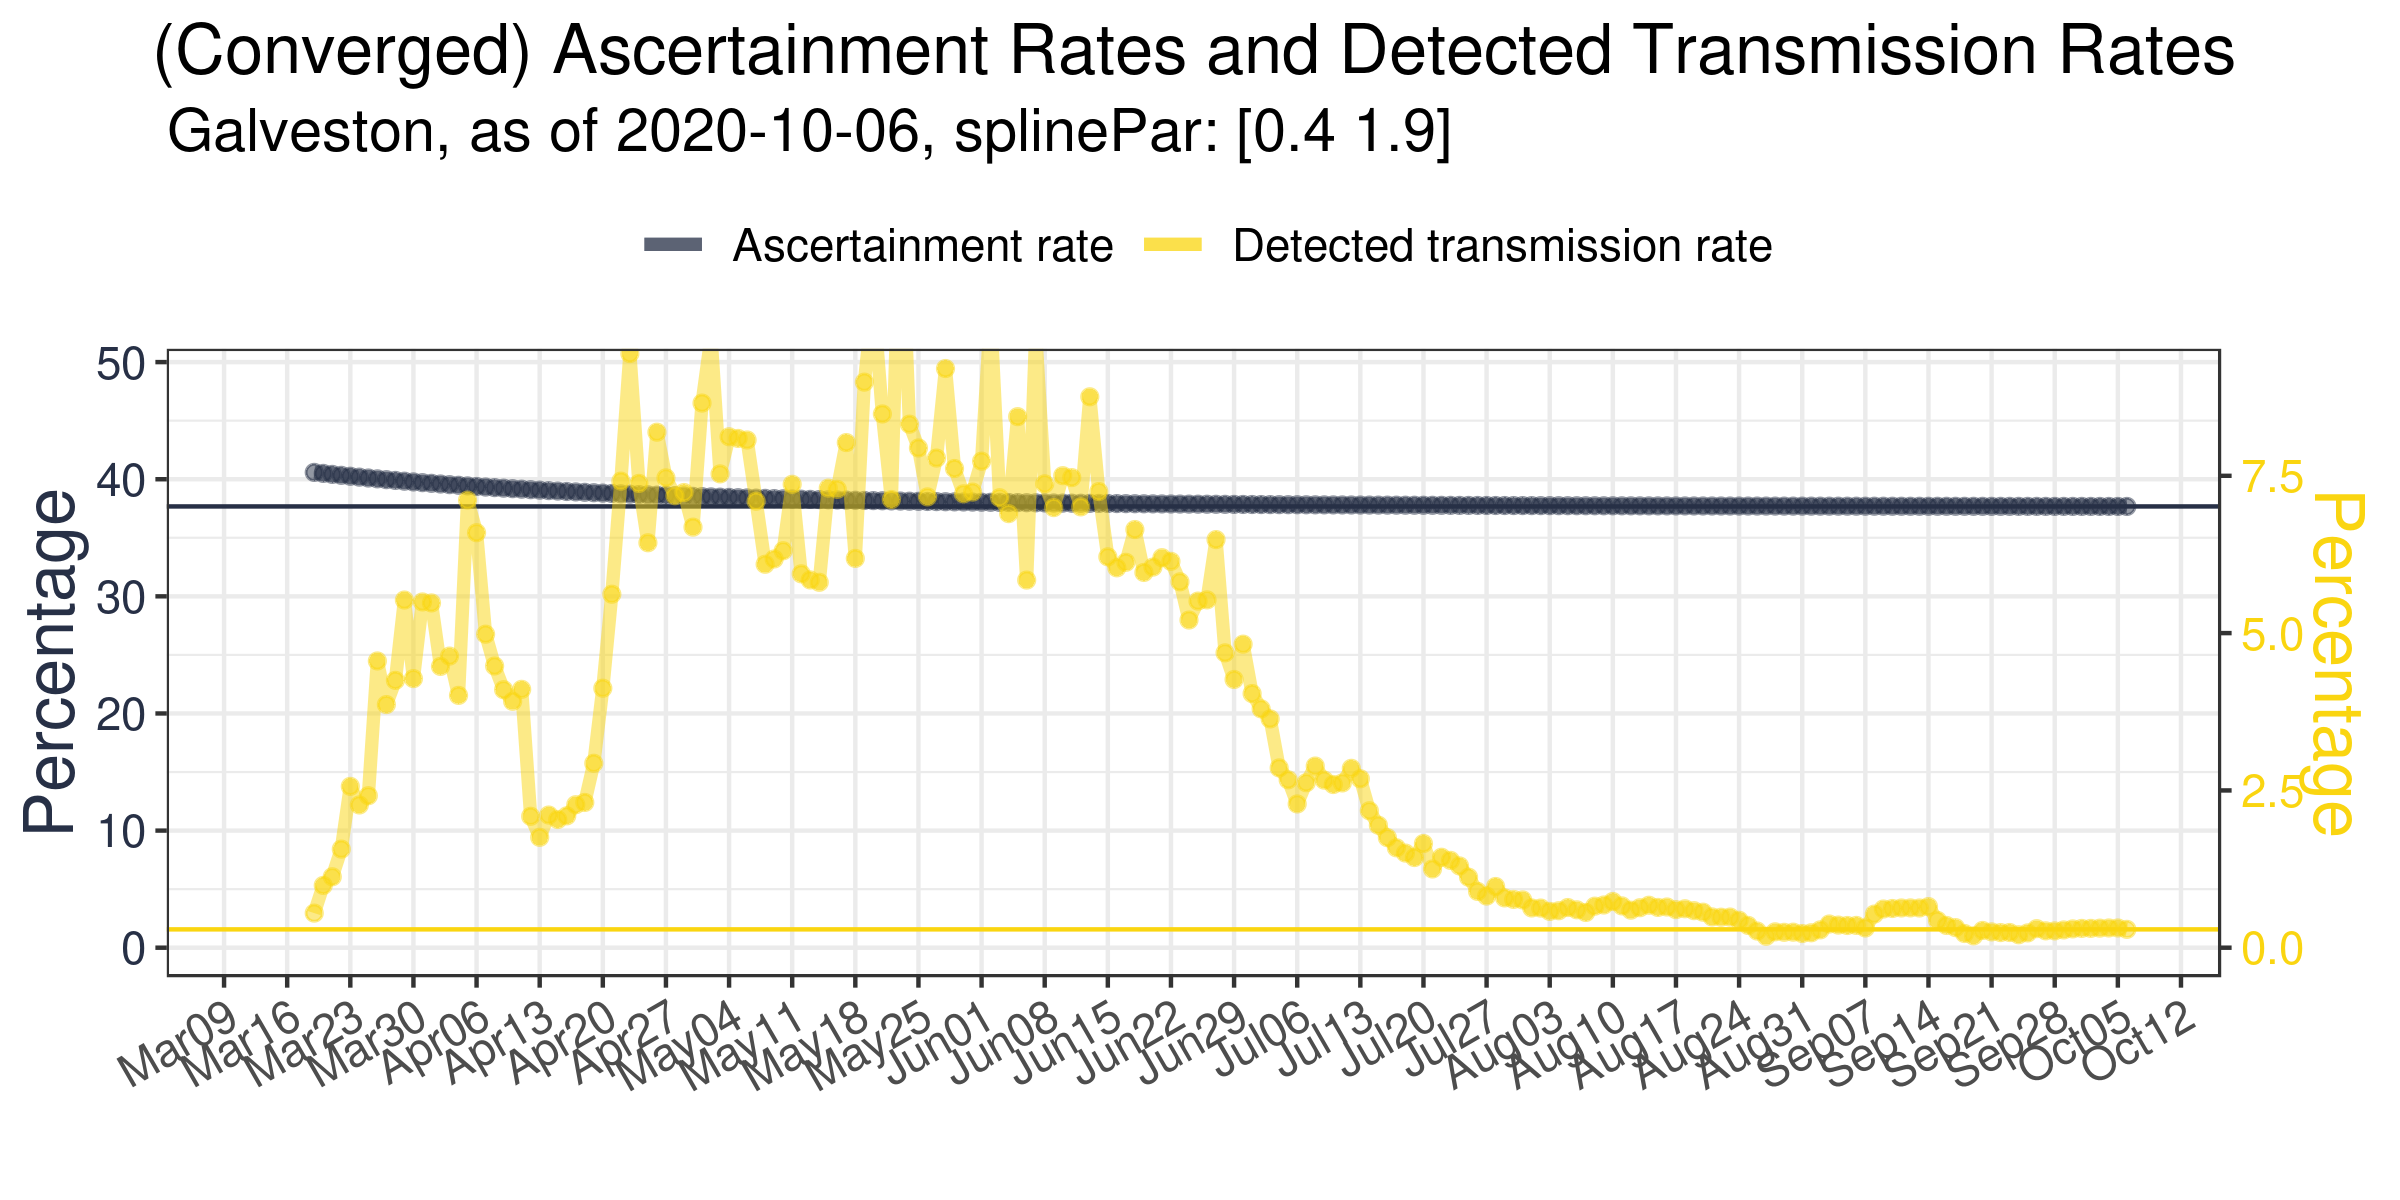 (Converged) Ascertainment Rates and Detected Transmission Rates
Galveston, as of 2020-10-06, splinePar: [0.4 1.9]
Ascertainment rate
Detected transmission rate
Percentage
50
40
30
20
10
0
7.5
5.0
2.5
0.0
Percentage
Mar09
Mar16
Mar23
Mar30
Apr06
Apr13
Apr20
Apr27
May04
May11
May18
May25
Jun01
Jun08
Jun15
Jun22
Jun29
Jul06
Jul13
Jul20
Jul27
Aug03
Aug10
Aug17
Aug24
Aug31
Sep07
Sep14
Sep21
Sep28
Oct05
Oct12